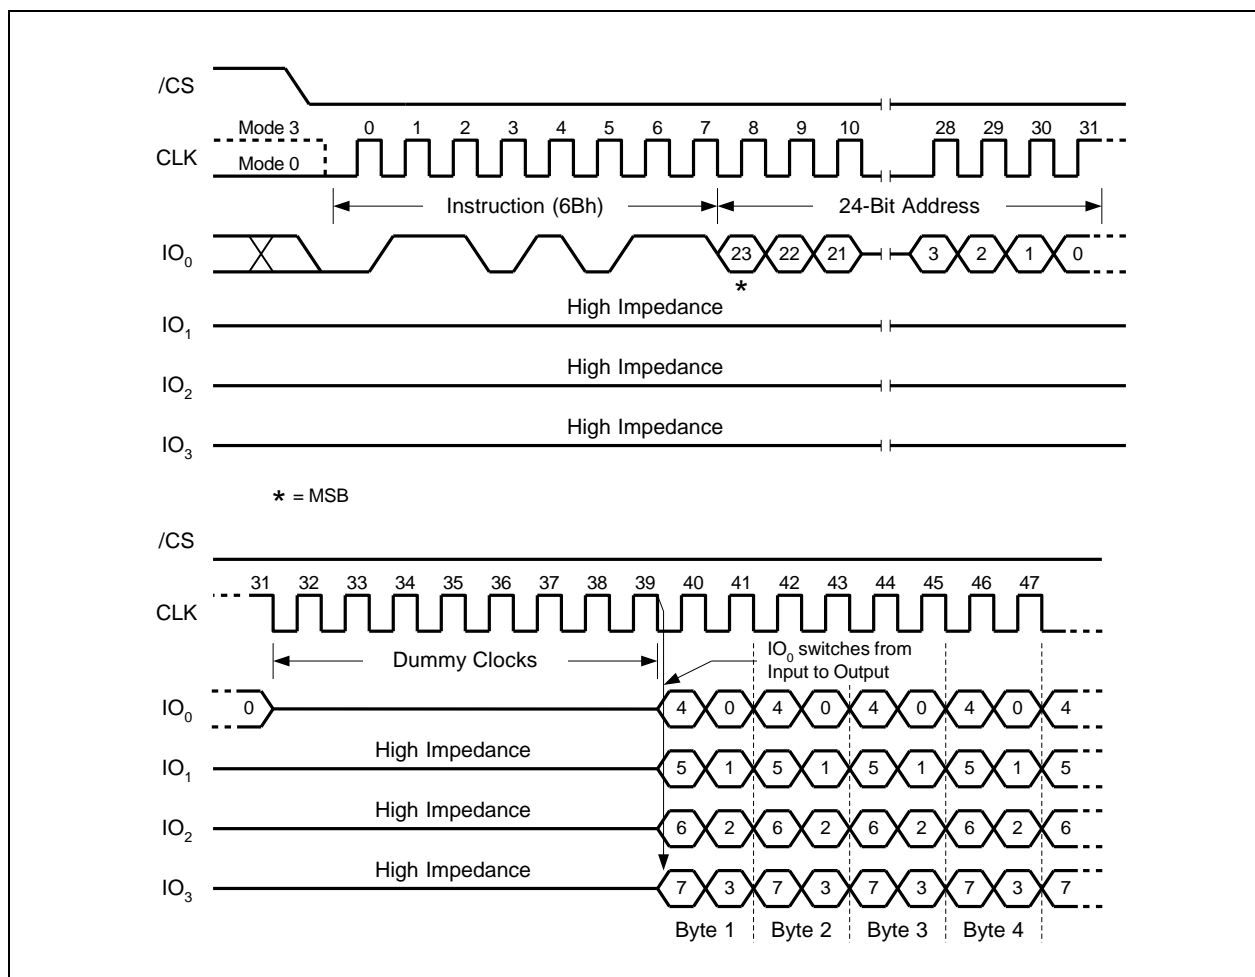 /CS
Mode 3 0 1 2 3 4 5 6 7 8 9 10 28 29 30 31
CLK
Mode 0
Instruction (6Bh) 24-Bit Address
IO0 23 22 21 3 2 1 0
*
High Impedance
IO1
High Impedance
IO2
High Impedance
IO3
* = MSB
/CS
31 32 33 34 35 36 37 38 39 40 41 42 43 44 45 46 47
CLK
Dummy Clocks
IO0 switches from
Input to Output
IO0 0 4 0 4 0 4 0 4 0 4
High Impedance
IO1 5 1 5 1 5 1 5 1 5
High Impedance
IO2 6 2 6 2 6 2 6 2 6
High Impedance
IO3 7 3 7 3 7 3 7 3 7
Byte 1 Byte 2 Byte 3 Byte 4